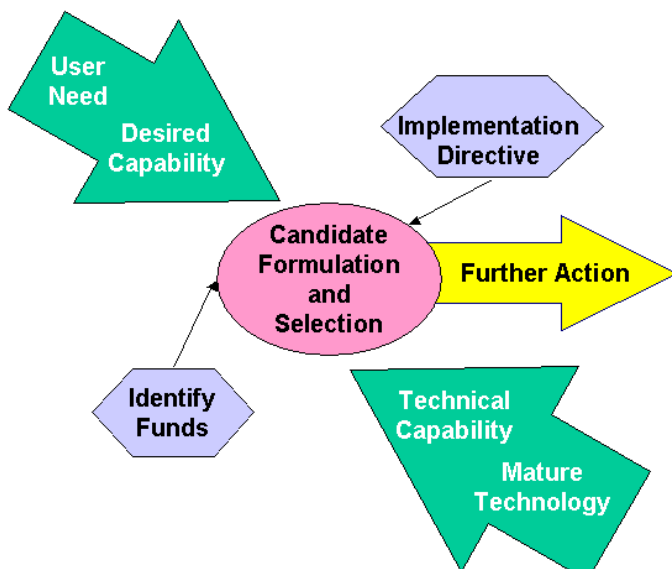 User
Need
Desired
Capability
Implementation
Directive
Candidate
Formulation
and
Selection
Further Action
Identify
Funds
Technical
Capability
Mature
Technology